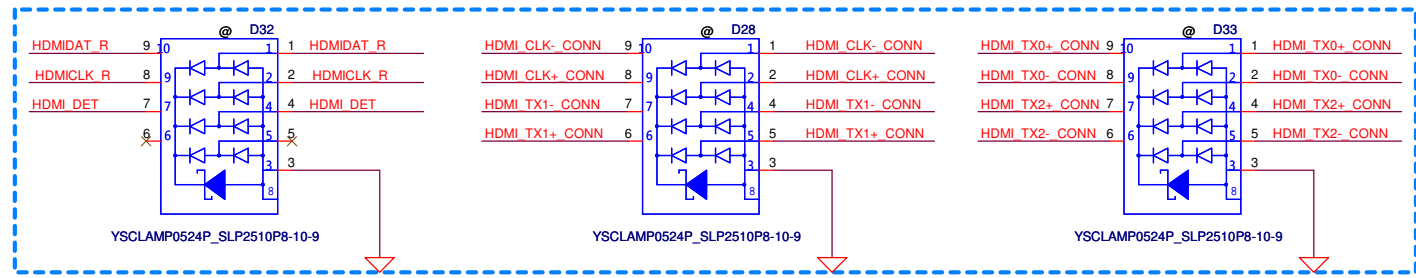 @ D32
HDMIDAT_R 9 10 1 1 HDMIDAT_R
HDMICLK_R 8 9 2 2 HDMICLK_R
HDMI_DET 7 7 4 4 HDMI_DET
6 6 5 5
3 3
8
YSCLAMP0524P_SLP2510P8-10-9
@ D28
HDMI_CLK-_CONN 9 10 1 1 HDMI_CLK-_CONN
HDMI_CLK+_CONN 8 9 2 2 HDMI_CLK+_CONN
HDMI_TX1-_CONN 7 7 4 4 HDMI_TX1-_CONN
HDMI_TX1+_CONN 6 6 5 5 HDMI_TX1+_CONN
3 3
8
YSCLAMP0524P_SLP2510P8-10-9
@ D33
HDMI_TX0+_CONN 9 10 1 1 HDMI_TX0+_CONN
HDMI_TX0-_CONN 8 9 2 2 HDMI_TX0-_CONN
HDMI_TX2+_CONN 7 7 4 4 HDMI_TX2+_CONN
HDMI_TX2-_CONN 6 6 5 5 HDMI_TX2-_CONN
3 3
8
YSCLAMP0524P_SLP2510P8-10-9